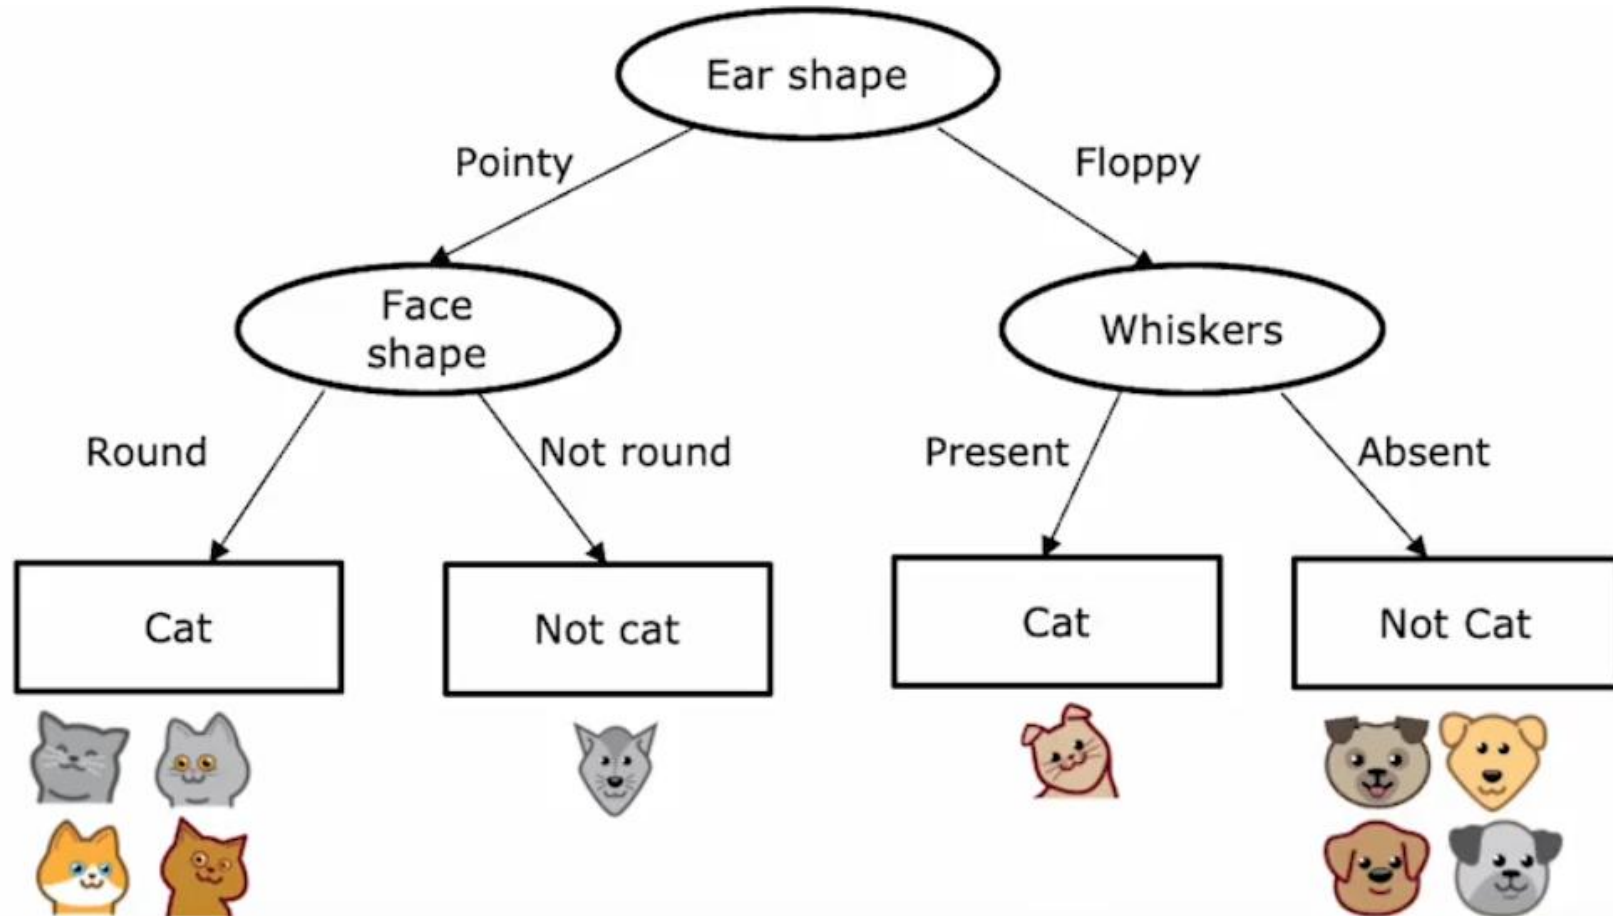 Ear shape
Pointy
Floppy
Face
shape
Whiskers
Round
Not round
Present
Absent
Cat
Not cat
Cat
Not Cat